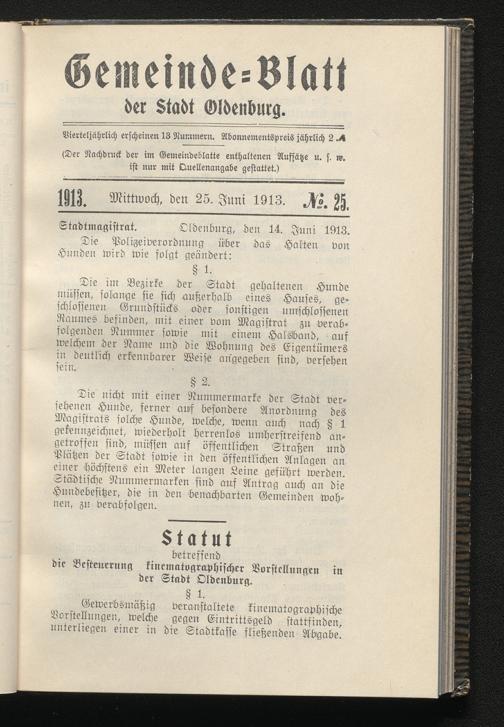 Gemeinde-Blatt
der Stadt Oldenburg.
Vierteljährlich erscheinen 13 Nummern. Abonnementspreis jährlich 2 ℳ
(Der Nachdruck der im Gemeindeblatte enthaltenen Aufsätze u. s. w.
ist nur mit Quellenangabe gestattet.)
1913. Mittwoch, den 25. Juni 1913. № 25.
Stadtmagistrat. Oldenburg, den 14. Juni 1913.
Die Polizeiverordnung über das Halten von
Hunden wird wie folgt geändert:
§ 1.
Die im Bezirke der Stadt gehaltenen Hunde
müssen, solange sie sich außerhalb eines Hauses, ge-
schlossenen Grundstücks oder sonstigen umschlossenen
Raumes befinden, mit einer vom Magistrat zu verab-
folgenden Nummer sowie mit einem Halsband, auf
welchem der Name und die Wohnung des Eigentümers
in deutlich erkennbarer Weise angegeben sind, versehen
sein.
§ 2.
Die nicht mit einer Nummermarke der Stadt ver-
sehenen Hunde, ferner auf besondere Anordnung des
Magistrats solche Hunde, welche, wenn auch nach § 1
gekennzeichnet, wiederholt herrenlos umherstreifend an-
getroffen sind, müssen auf öffentlichen Straßen und
Plätzen der Stadt sowie in den öffentlichen Anlagen an
einer höchstens ein Meter langen Leine geführt werden.
Städtische Nummermarken sind auf Antrag auch an die
Hundebesitzer, die in den benachbarten Gemeinden woh-
nen, zu verabfolgen.
Statut
betreffend
die Besteuerung kinematographischer Vorstellungen in
der Stadt Oldenburg.
§ 1.
Gewerbsmäßig veranstaltete kinematographische
Vorstellungen, welche gegen Eintrittsgeld stattfinden,
unterliegen einer in die Stadtkasse fließenden Abgabe.